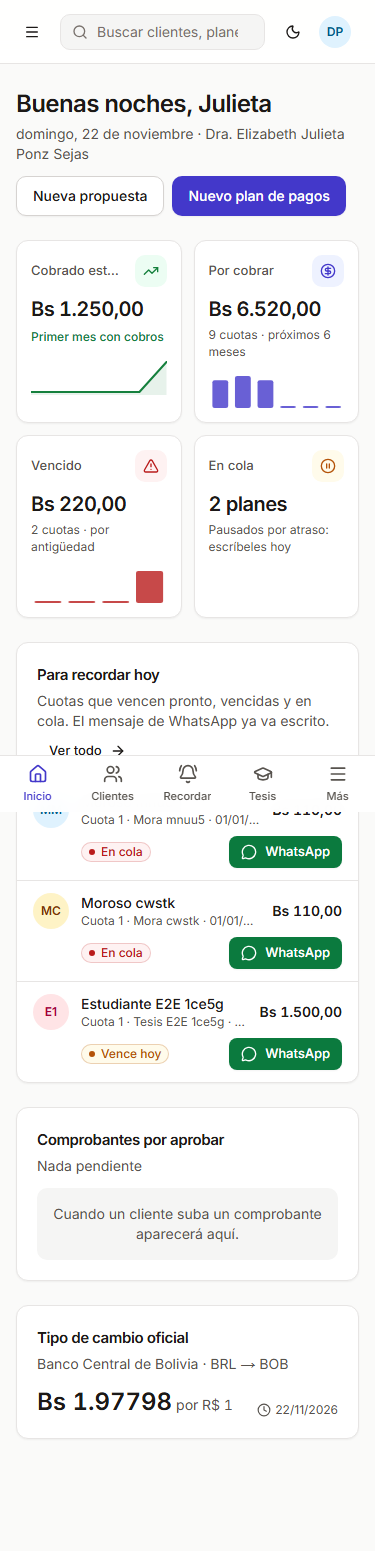 Buscar clientes, plane
DP
Buenas noches, Julieta
domingo, 22 de noviembre · Dra. Elizabeth Julieta
Ponz Sejas
Nueva propuesta
Nuevo plan de pagos
Cobrado est...
Bs 1.250,00
Primer mes con cobros
Por cobrar
Bs 6.520,00
9 cuotas · próximos 6
meses
Vencido
Bs 220,00
2 cuotas · por
antigüedad
En cola
2 planes
Pausados por atraso:
escríbeles hoy
Para recordar hoy
Cuotas que vencen pronto, vencidas y en
cola. El mensaje de WhatsApp ya va escrito.
Ver todo
Inicio
Clientes
Recordar
Tesis
Más
MM
Cuota 1 · Mora mnuu5 · 01/01/...
Bs 110,00
En cola
WhatsApp
MC
Moroso cwstk
Cuota 1 · Mora cwstk · 01/01/...
Bs 110,00
En cola
WhatsApp
E1
Estudiante E2E 1ce5g
Cuota 1 · Tesis E2E 1ce5g · ...
Bs 1.500,00
Vence hoy
WhatsApp
Comprobantes por aprobar
Nada pendiente
Cuando un cliente suba un comprobante
aparecerá aquí.
Tipo de cambio oficial
Banco Central de Bolivia · BRL → BOB
Bs 1.97798 por R$ 1
22/11/2026